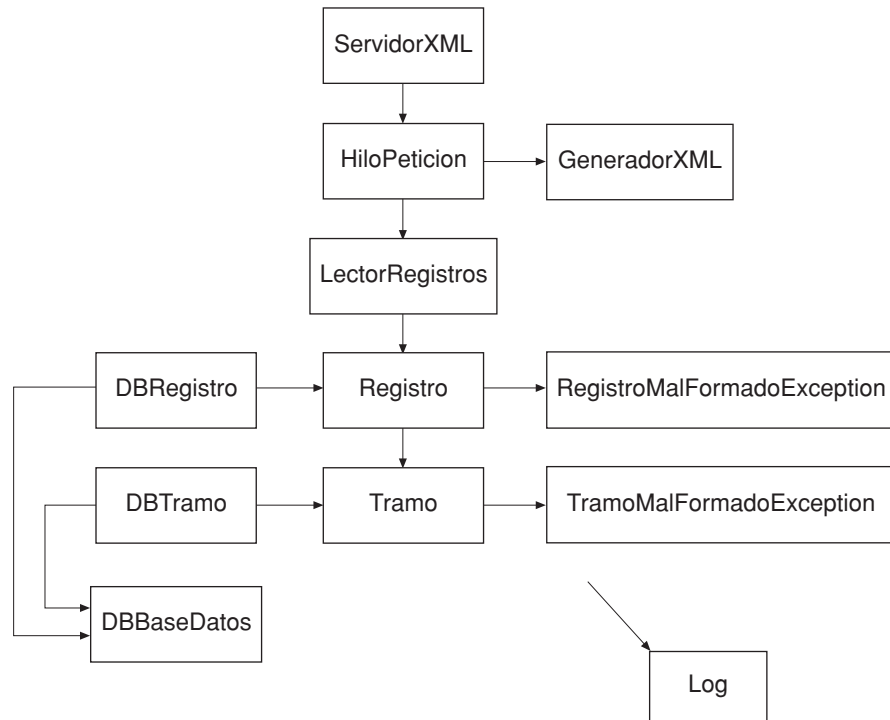 ServidorXML
HiloPeticion
GeneradorXML
LectorRegistros
DBRegistro
Registro
RegistroMalFormadoException
DBTramo
Tramo
TramoMalFormadoException
DBBaseDatos
Log